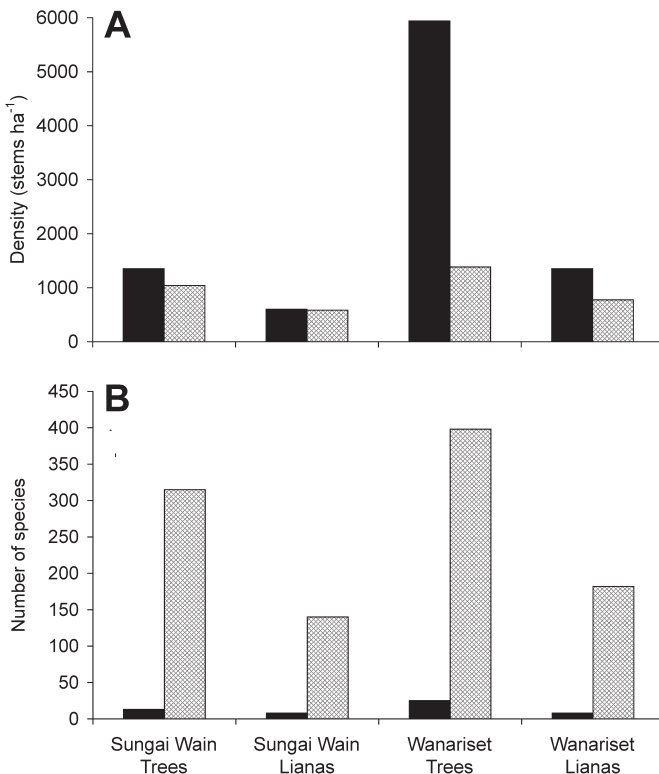 A
6000
5000
4000
3000
2000
1000
0
Density (stems ha⁻¹)
B
450
400
350
300
250
200
150
100
50
0
Number of species
Sungai Wain Trees
Sungai Wain Lianas
Wanariset Trees
Wanariset Lianas